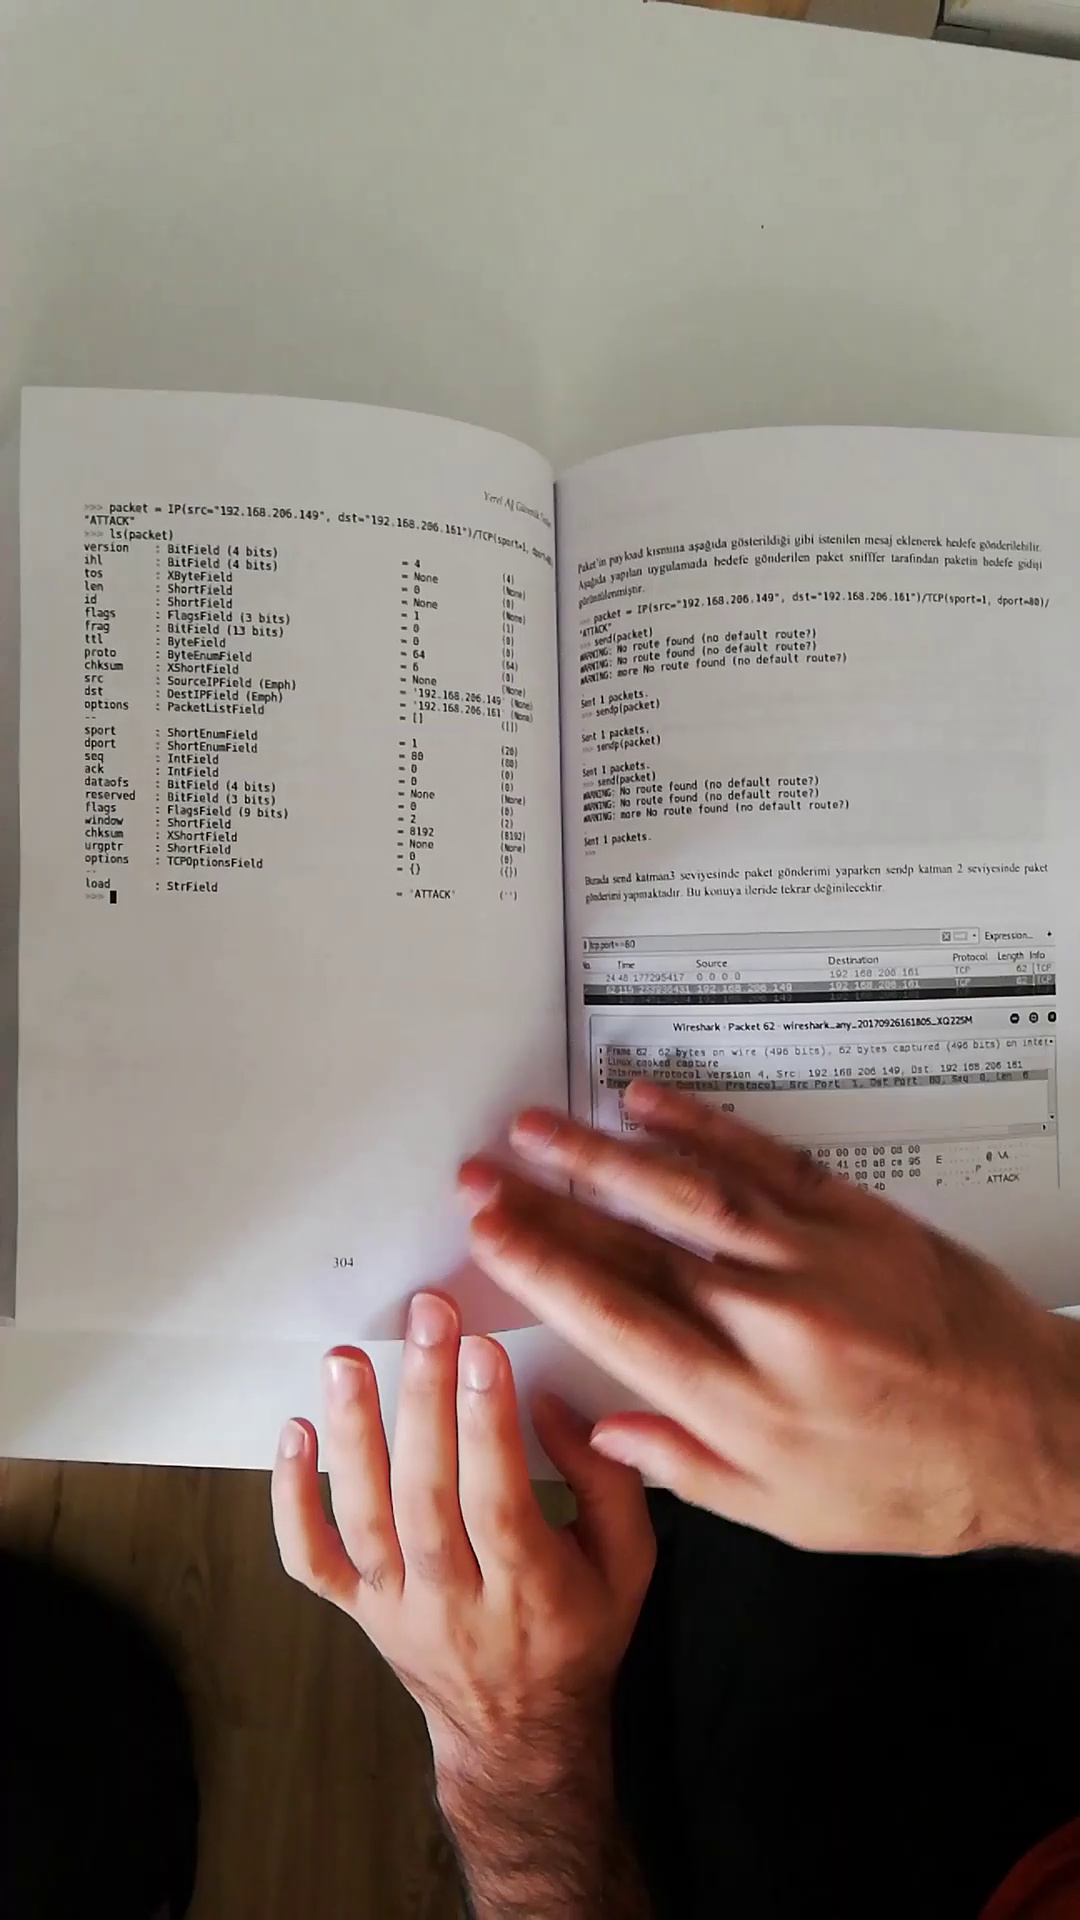 Yerel Ağ Güvenlik
>>> packet = IP(src="192.168.206.149", dst="192.168.206.161")/TCP(sport=1, dport=80)/
"ATTACK"
>>> ls(packet)
version : BitField (4 bits) = 4 (4)
ihl : BitField (4 bits) = None (None)
tos : XByteField = 0 (0)
len : ShortField = None (None)
id : ShortField = 1 (1)
flags : FlagsField (3 bits) = 0 (0)
frag : BitField (13 bits) = 0 (0)
ttl : ByteField = 64 (64)
proto : ByteEnumField = 6 (0)
chksum : XShortField = None (None)
src : SourceIPField (Emph) = '192.168.206.149' (None)
dst : DestIPField (Emph) = '192.168.206.161' (None)
options : PacketListField = [] ([])
--
sport : ShortEnumField = 1 (20)
dport : ShortEnumField = 80 (80)
seq : IntField = 0 (0)
ack : IntField = 0 (0)
dataofs : BitField (4 bits) = None (None)
reserved : BitField (3 bits) = 0 (0)
flags : FlagsField (9 bits) = 2 (2)
window : ShortField = 8192 (8192)
chksum : XShortField = None (None)
urgptr : ShortField = 0 (0)
options : TCPOptionsField = {} ({})
--
load : StrField = 'ATTACK' ('')
>>>
304
Paket'in payload kısmına aşağıda gösterildiği gibi istenilen mesaj eklenerek hedefe gönderilebilir.
Aşağıda yapılan uygulamada hedefe gönderilen paket sniffer tarafından paketin hedefe gidişi
görüntülenmiştir.
>>> packet = IP(src="192.168.206.149", dst="192.168.206.161")/TCP(sport=1, dport=80)/
"ATTACK"
>>> send(packet)
WARNING: No route found (no default route?)
WARNING: No route found (no default route?)
WARNING: more No route found (no default route?)
.
Sent 1 packets.
>>> sendp(packet)
.
Sent 1 packets.
>>> sendp(packet)
.
Sent 1 packets.
>>> send(packet)
WARNING: No route found (no default route?)
WARNING: No route found (no default route?)
WARNING: more No route found (no default route?)
.
Sent 1 packets.
>>>
Burada send katman3 seviyesinde paket gönderimi yaparken sendp katman 2 seviyesinde paket
gönderimi yapmaktadır. Bu konuya ileride tekrar değinilecektir.
tcp.port==80 Expression...
No. Time Source Destination Protocol Length Info
24 48.177295417 0.0.0.0 192.168.206.161 TCP 62 [TCP
192.168.206.149 192.168.206.161 TCP 62 [TCP
Wireshark · Packet 62 · wireshark_any_20170926161805_XQ225M
Frame 62: 62 bytes on wire (496 bits), 62 bytes captured (496 bits) on inter
Linux cooked capture
Internet Protocol Version 4, Src: 192.168.206.149, Dst: 192.168.206.161
Control Protocol, Src Port: 1, Dst Port: 80, Seq: 0, Len: 6
80
[TCP
00 00 00 00 00 00
41 c0 a8 ce 95 E @.\A
00 00 00 00 00 00 .P
4b P ATTACK